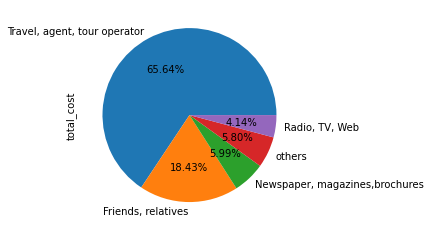 Travel, agent, tour operator
65.64%
total_cost
4.14%
Radio, TV, Web
5.80%
others
5.99%
Newspaper, magazines,brochures
18.43%
Friends, relatives